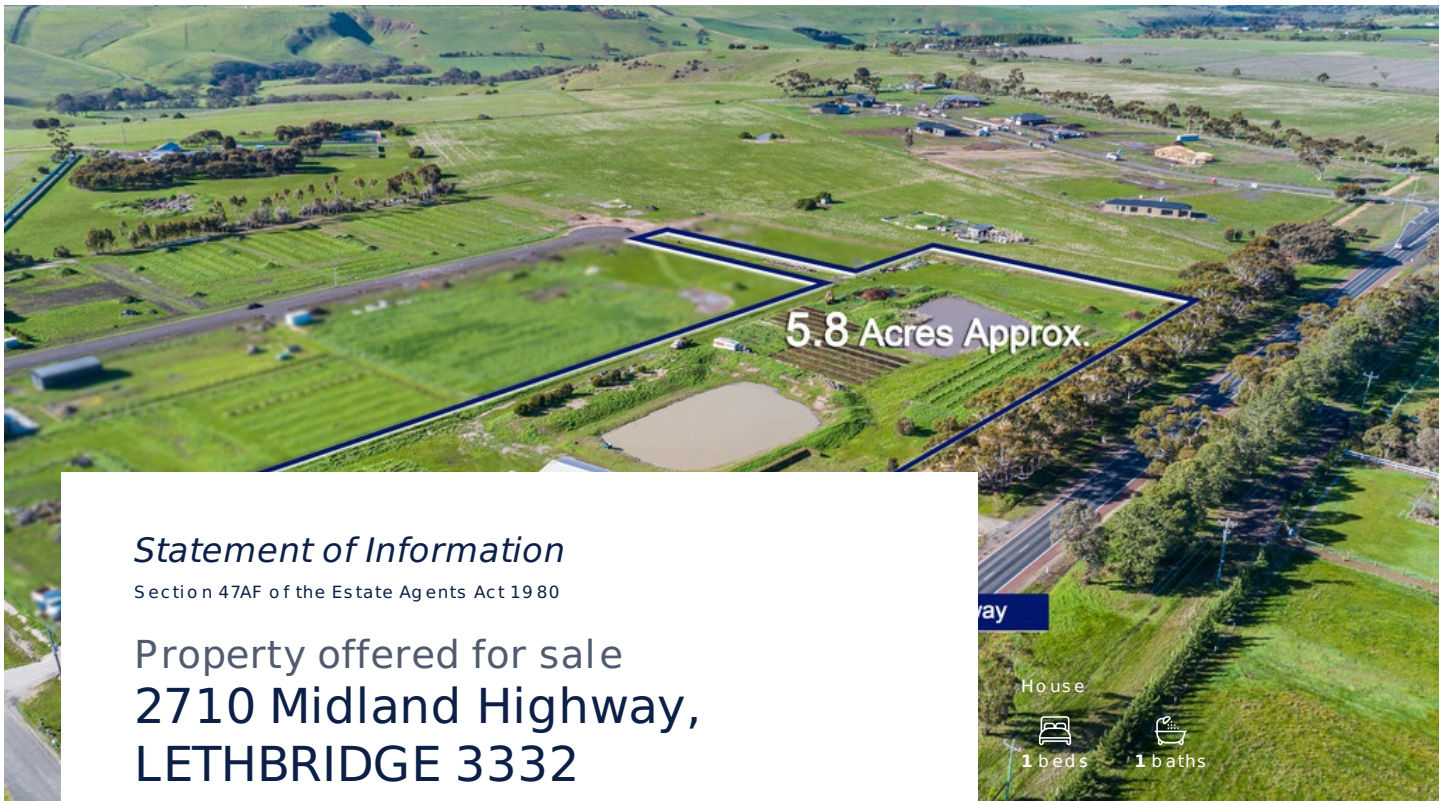 5.8 Acres Approx.
Statement of Information
Section 47AF of the Estate Agents Act 1980
Property offered for sale
2710 Midland Highway,
LETHBRIDGE 3332
way
House
1 beds 1 baths